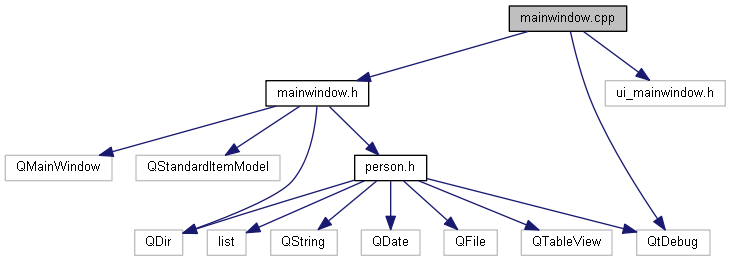 mainwindow.cpp
mainwindow.h
ui_mainwindow.h
QMainWindow
QStandardItemModel
person.h
QDir
list
QString
QDate
QFile
QTableView
QtDebug